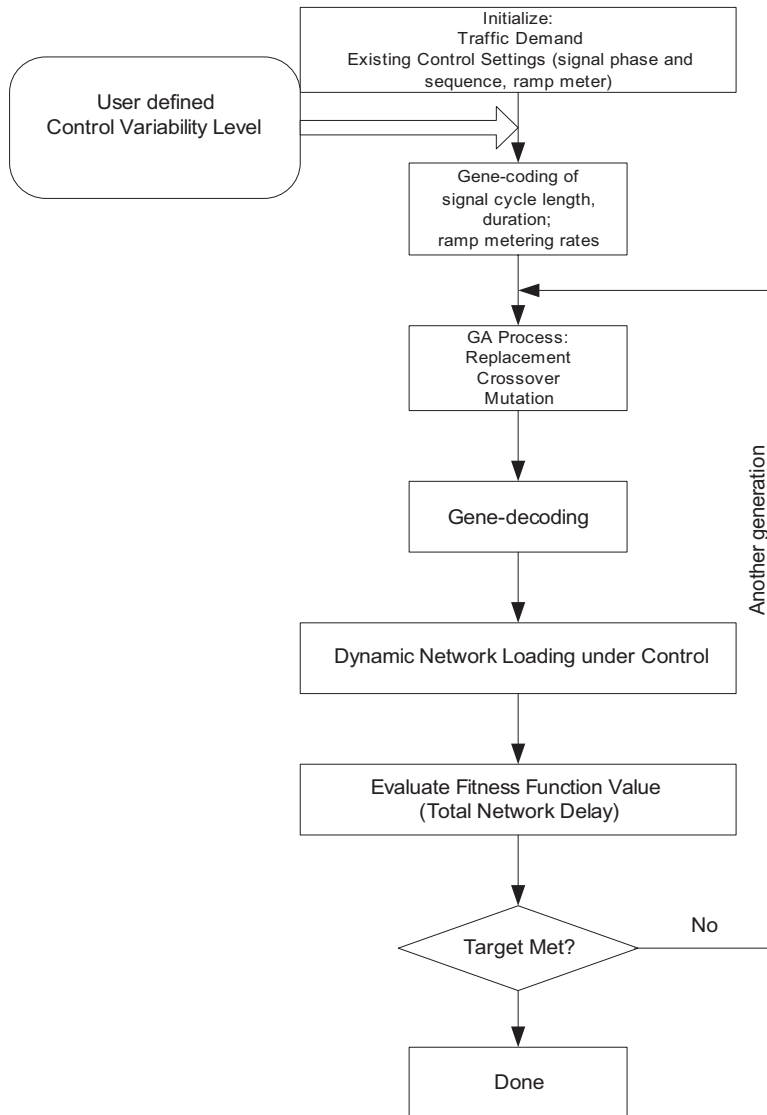 Initialize:
Traffic Demand
Existing Control Settings (signal phase and
sequence, ramp meter)
User defined
Control Variability Level
Gene-coding of
signal cycle length,
duration;
ramp metering rates
GA Process:
Replacement
Crossover
Mutation
Gene-decoding
Another generation
Dynamic Network Loading under Control
Evaluate Fitness Function Value
(Total Network Delay)
Target Met?
No
Done